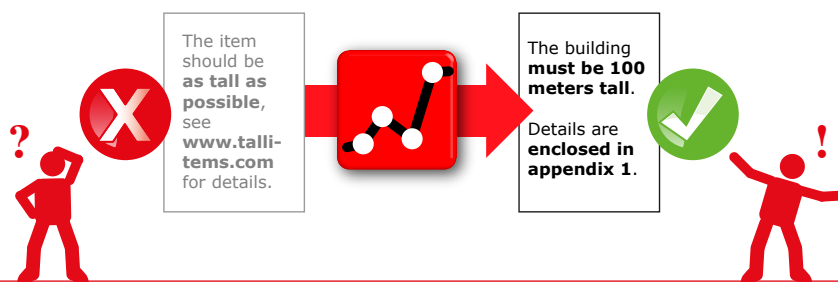 The item
should be
as tall as
possible,
see
www.talli-
tems.com
for details.
The building
must be 100
meters tall.
Details are
enclosed in
appendix 1.
X
?
!